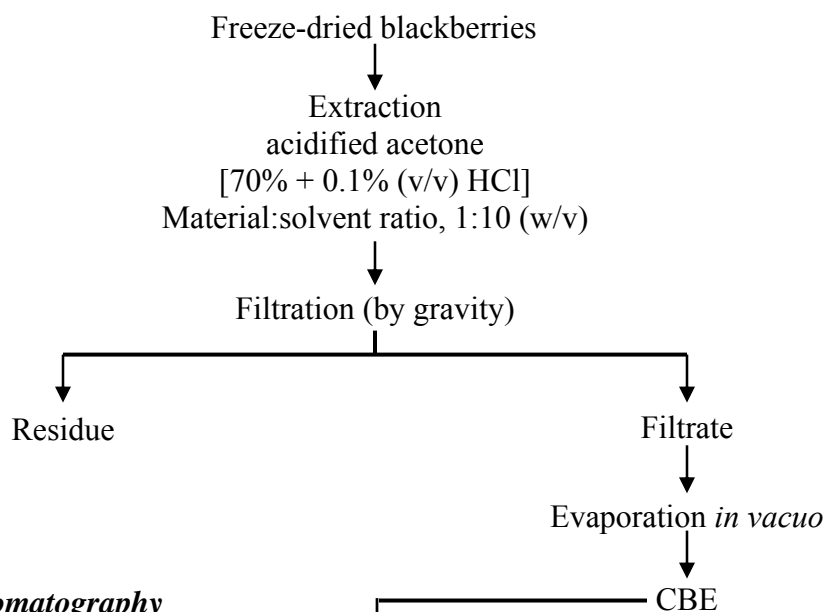 Freeze-dried blackberries
Extraction
acidified acetone
[70% + 0.1% (v/v) HCl]
Material:solvent ratio, 1:10 (w/v)
Filtration (by gravity)
Residue
Filtrate
Evaporation in vacuo
CBE
omatography